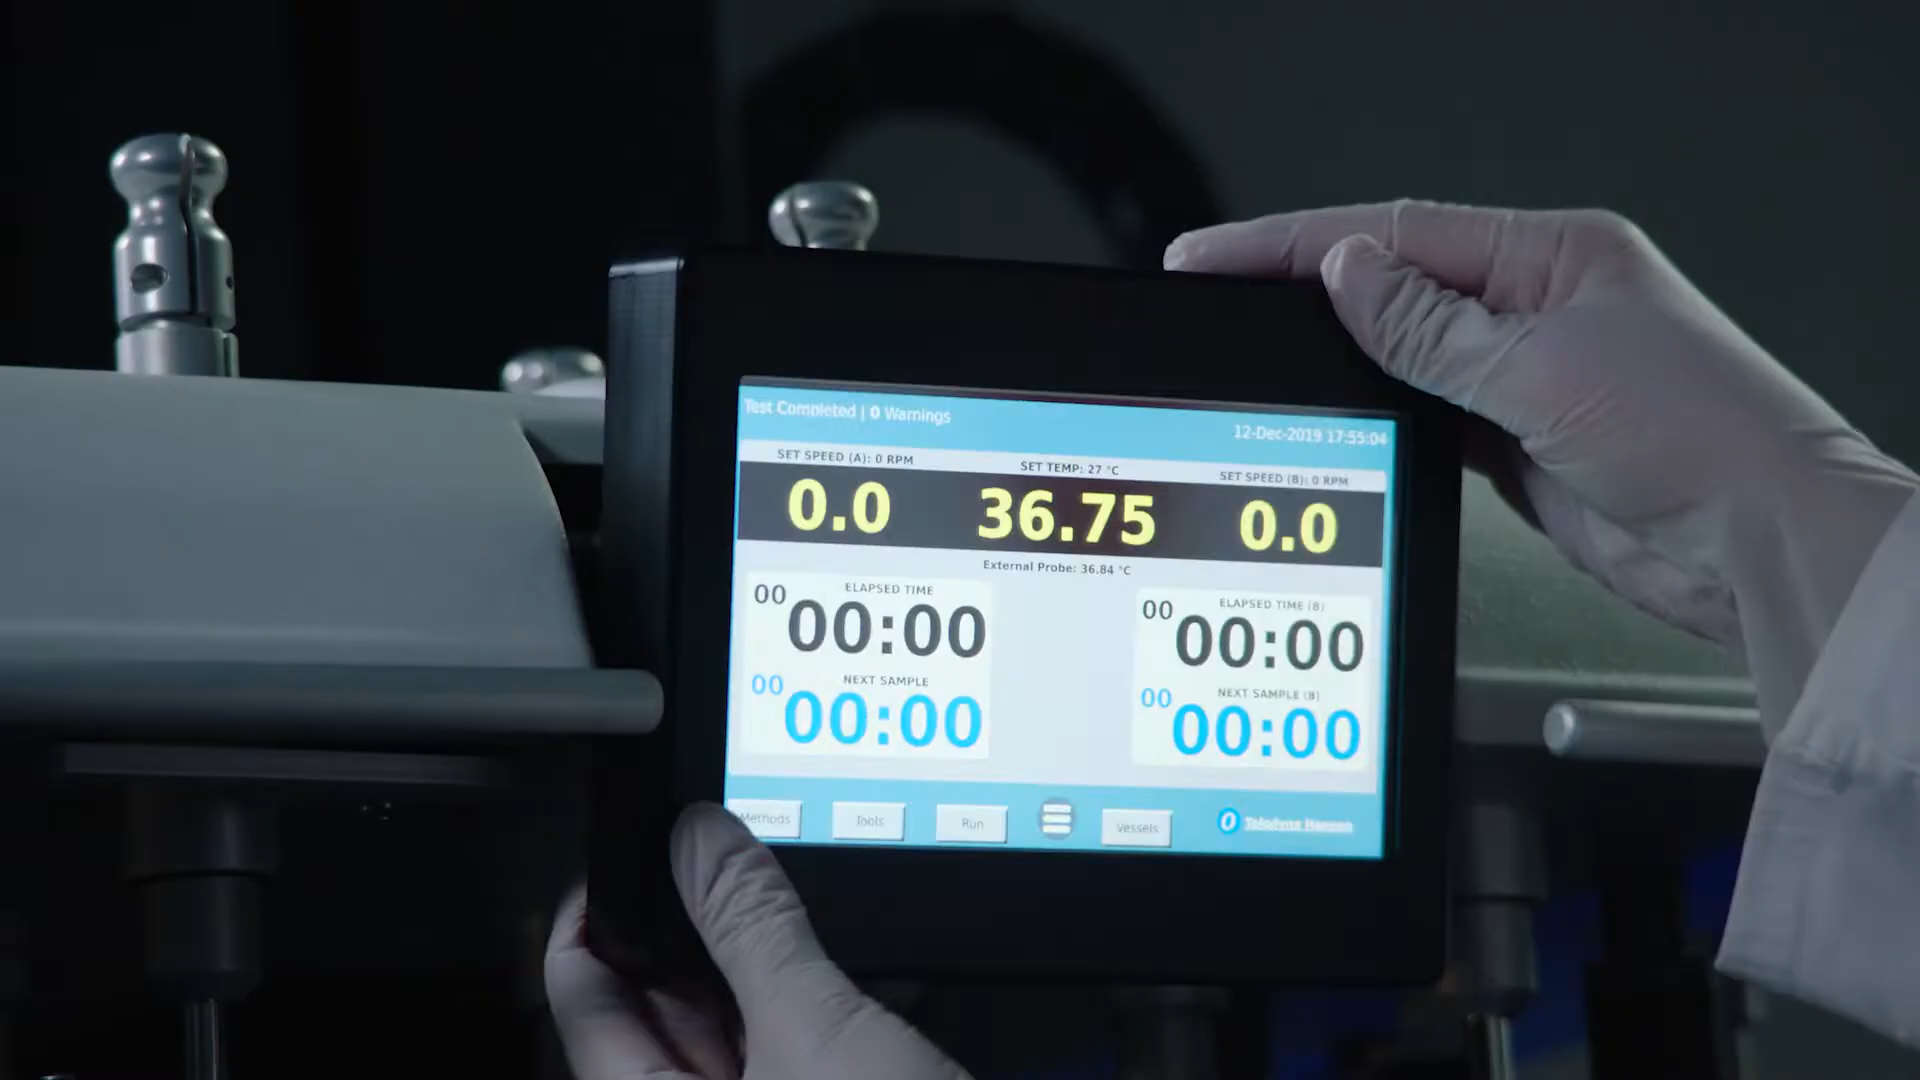 Test Completed | 0 Warnings
12-Dec-2019 17:55:04
SET SPEED (A): 0 RPM
SET TEMP: 27 °C
SET SPEED (B): 0 RPM
0.0
36.75
0.0
External Probe: 36.84 °C
ELAPSED TIME
00 00:00
NEXT SAMPLE
00 00:00
ELAPSED TIME (B)
00 00:00
NEXT SAMPLE (B)
00 00:00
Methods
Tools
Run
Vessels
Teledyne Hanson